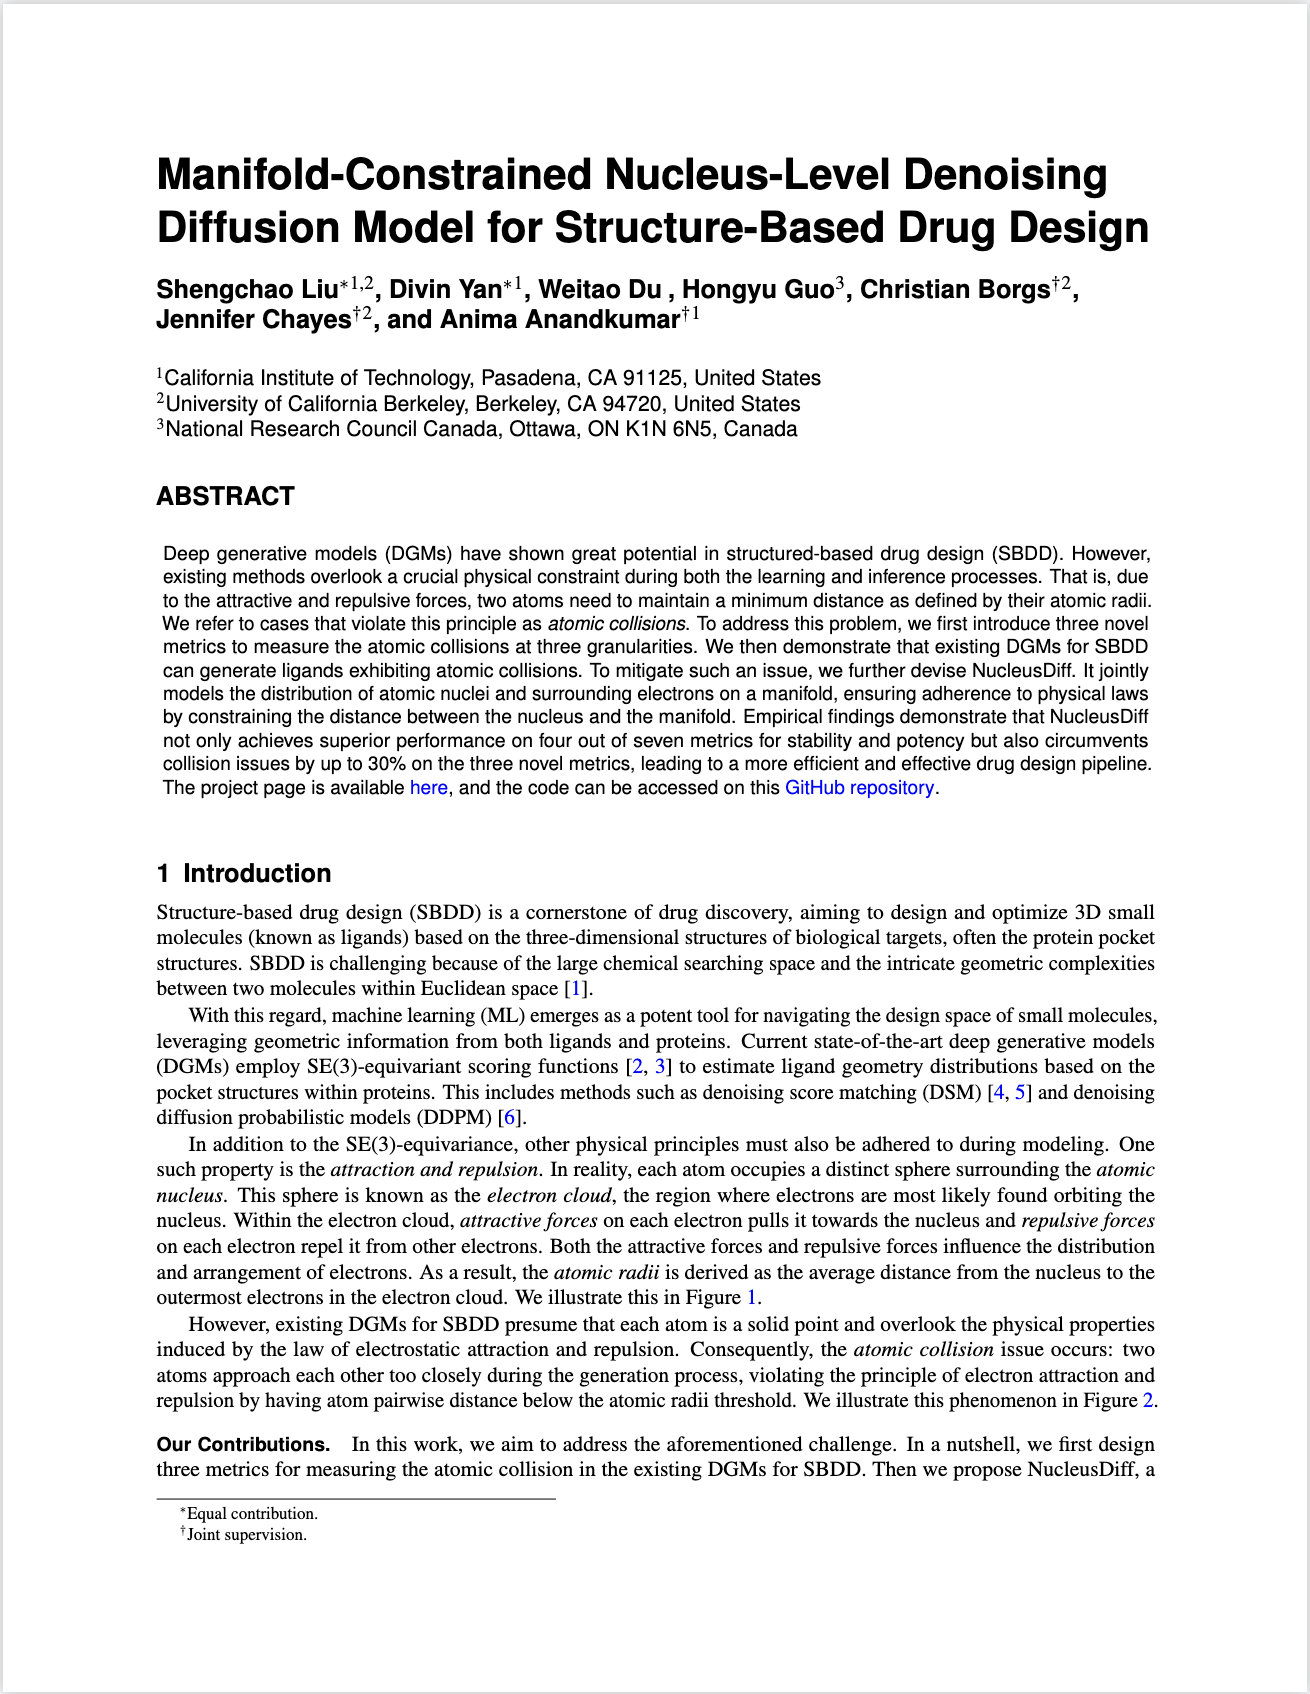 Manifold-Constrained Nucleus-Level Denoising
Diffusion Model for Structure-Based Drug Design
Shengchao Liu∗1,2, Divin Yan∗1, Weitao Du , Hongyu Guo3, Christian Borgs†2,
Jennifer Chayes†2, and Anima Anandkumar†1
1California Institute of Technology, Pasadena, CA 91125, United States
2University of California Berkeley, Berkeley, CA 94720, United States
3National Research Council Canada, Ottawa, ON K1N 6N5, Canada
ABSTRACT
Deep generative models (DGMs) have shown great potential in structured-based drug design (SBDD). However,
existing methods overlook a crucial physical constraint during both the learning and inference processes. That is, due
to the attractive and repulsive forces, two atoms need to maintain a minimum distance as defined by their atomic radii.
We refer to cases that violate this principle as atomic collisions. To address this problem, we first introduce three novel
metrics to measure the atomic collisions at three granularities. We then demonstrate that existing DGMs for SBDD
can generate ligands exhibiting atomic collisions. To mitigate such an issue, we further devise NucleusDiff. It jointly
models the distribution of atomic nuclei and surrounding electrons on a manifold, ensuring adherence to physical laws
by constraining the distance between the nucleus and the manifold. Empirical findings demonstrate that NucleusDiff
not only achieves superior performance on four out of seven metrics for stability and potency but also circumvents
collision issues by up to 30% on the three novel metrics, leading to a more efficient and effective drug design pipeline.
The project page is available here, and the code can be accessed on this GitHub repository.
1 Introduction
Structure-based drug design (SBDD) is a cornerstone of drug discovery, aiming to design and optimize 3D small
molecules (known as ligands) based on the three-dimensional structures of biological targets, often the protein pocket
structures. SBDD is challenging because of the large chemical searching space and the intricate geometric complexities
between two molecules within Euclidean space [1].
With this regard, machine learning (ML) emerges as a potent tool for navigating the design space of small molecules,
leveraging geometric information from both ligands and proteins. Current state-of-the-art deep generative models
(DGMs) employ SE(3)-equivariant scoring functions [2, 3] to estimate ligand geometry distributions based on the
pocket structures within proteins. This includes methods such as denoising score matching (DSM) [4, 5] and denoising
diffusion probabilistic models (DDPM) [6].
In addition to the SE(3)-equivariance, other physical principles must also be adhered to during modeling. One
such property is the attraction and repulsion. In reality, each atom occupies a distinct sphere surrounding the atomic
nucleus. This sphere is known as the electron cloud, the region where electrons are most likely found orbiting the
nucleus. Within the electron cloud, attractive forces on each electron pulls it towards the nucleus and repulsive forces
on each electron repel it from other electrons. Both the attractive forces and repulsive forces influence the distribution
and arrangement of electrons. As a result, the atomic radii is derived as the average distance from the nucleus to the
outermost electrons in the electron cloud. We illustrate this in Figure 1.
However, existing DGMs for SBDD presume that each atom is a solid point and overlook the physical properties
induced by the law of electrostatic attraction and repulsion. Consequently, the atomic collision issue occurs: two
atoms approach each other too closely during the generation process, violating the principle of electron attraction and
repulsion by having atom pairwise distance below the atomic radii threshold. We illustrate this phenomenon in Figure 2.
Our Contributions. In this work, we aim to address the aforementioned challenge. In a nutshell, we first design
three metrics for measuring the atomic collision in the existing DGMs for SBDD. Then we propose NucleusDiff, a
∗Equal contribution.
†Joint supervision.